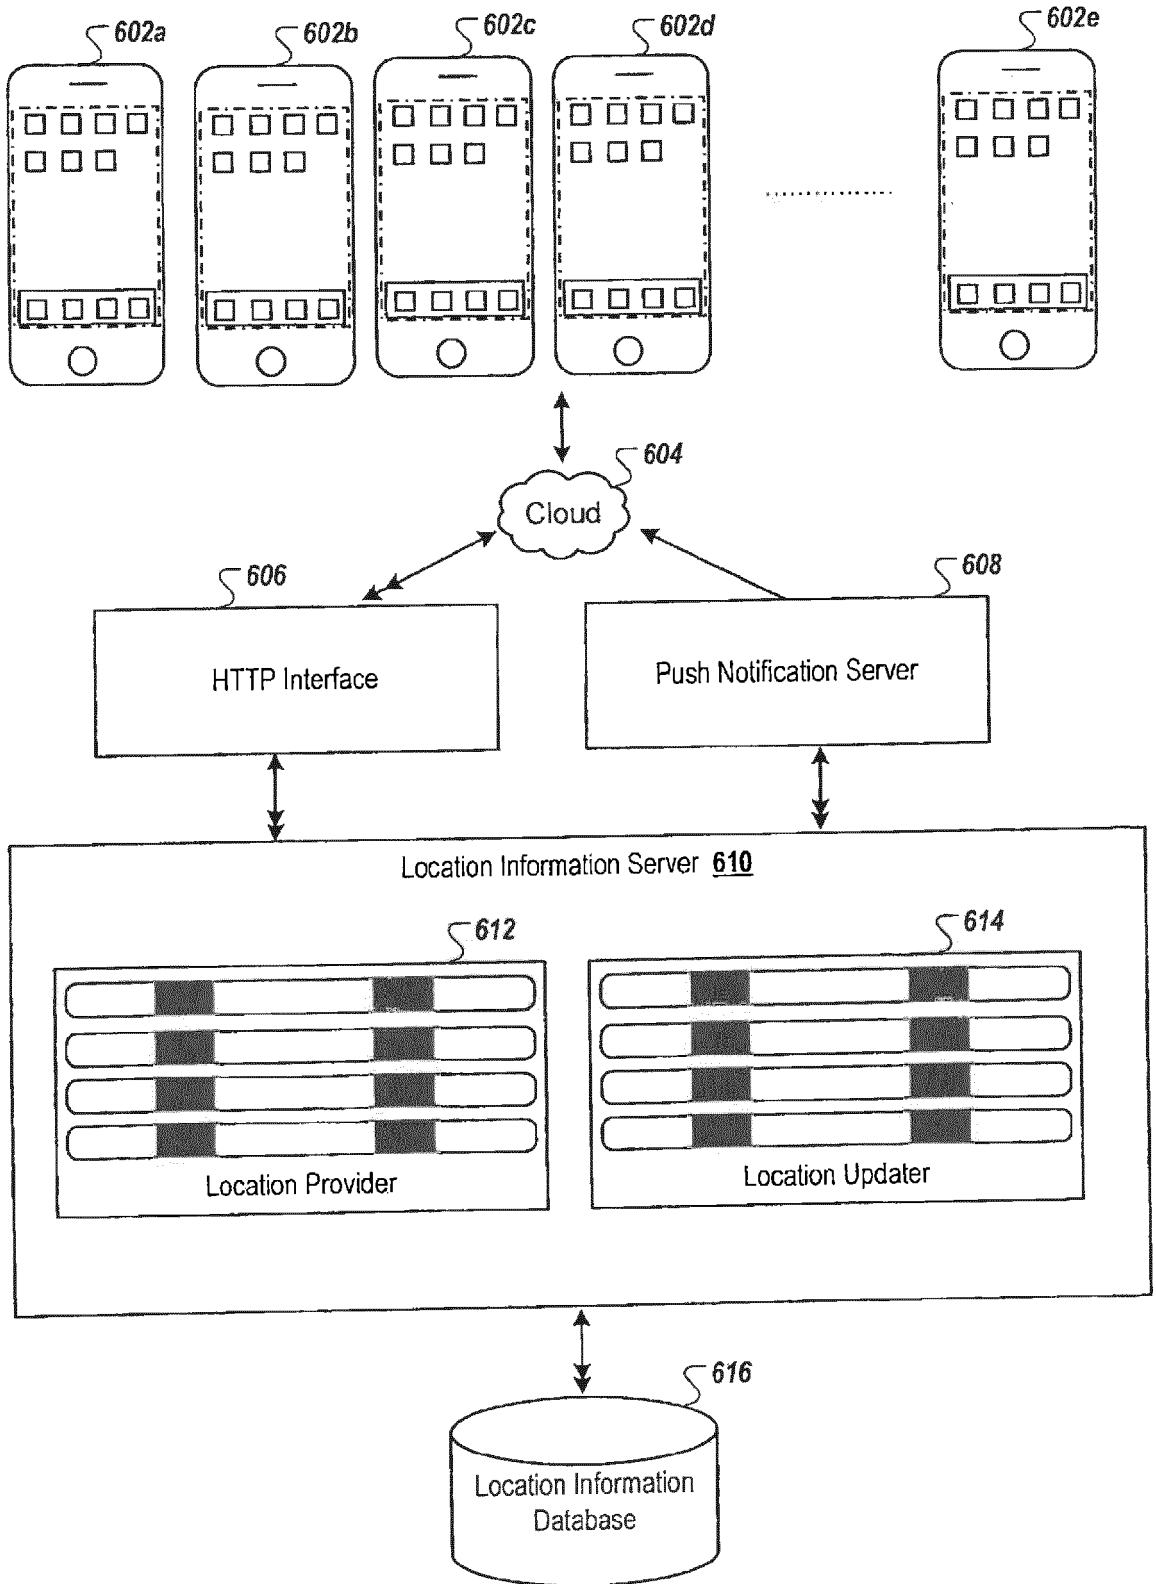 602a
602b
602c
602d
602e
604
Cloud
606
608
HTTP Interface
Push Notification Server
Location Information Server 610
612
614
Location Provider
Location Updater
616
Location Information
Database